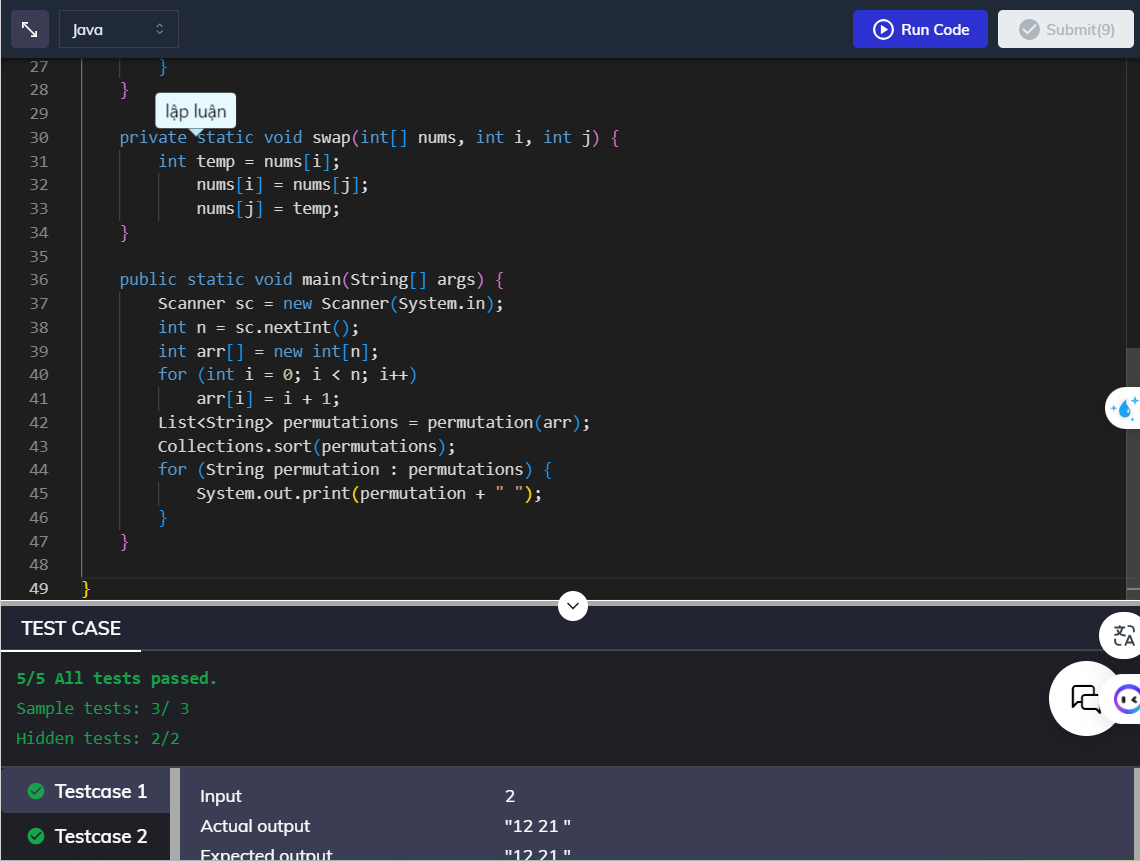 Java
Run Code
Submit(9)
27 }
28 }
lập luận
29
30 private static void swap(int[] nums, int i, int j) {
31 int temp = nums[i];
32 nums[i] = nums[j];
33 nums[j] = temp;
34 }
35
36 public static void main(String[] args) {
37 Scanner sc = new Scanner(System.in);
38 int n = sc.nextInt();
39 int arr[] = new int[n];
40 for (int i = 0; i < n; i++)
41 arr[i] = i + 1;
42 List<String> permutations = permutation(arr);
43 Collections.sort(permutations);
44 for (String permutation : permutations) {
45 System.out.print(permutation + " ");
46 }
47 }
48
49 }
TEST CASE
5/5 All tests passed.
Sample tests: 3/ 3
Hidden tests: 2/2
Testcase 1
Testcase 2
Input 2
Actual output "12 21 "
Expected output "12 21 "